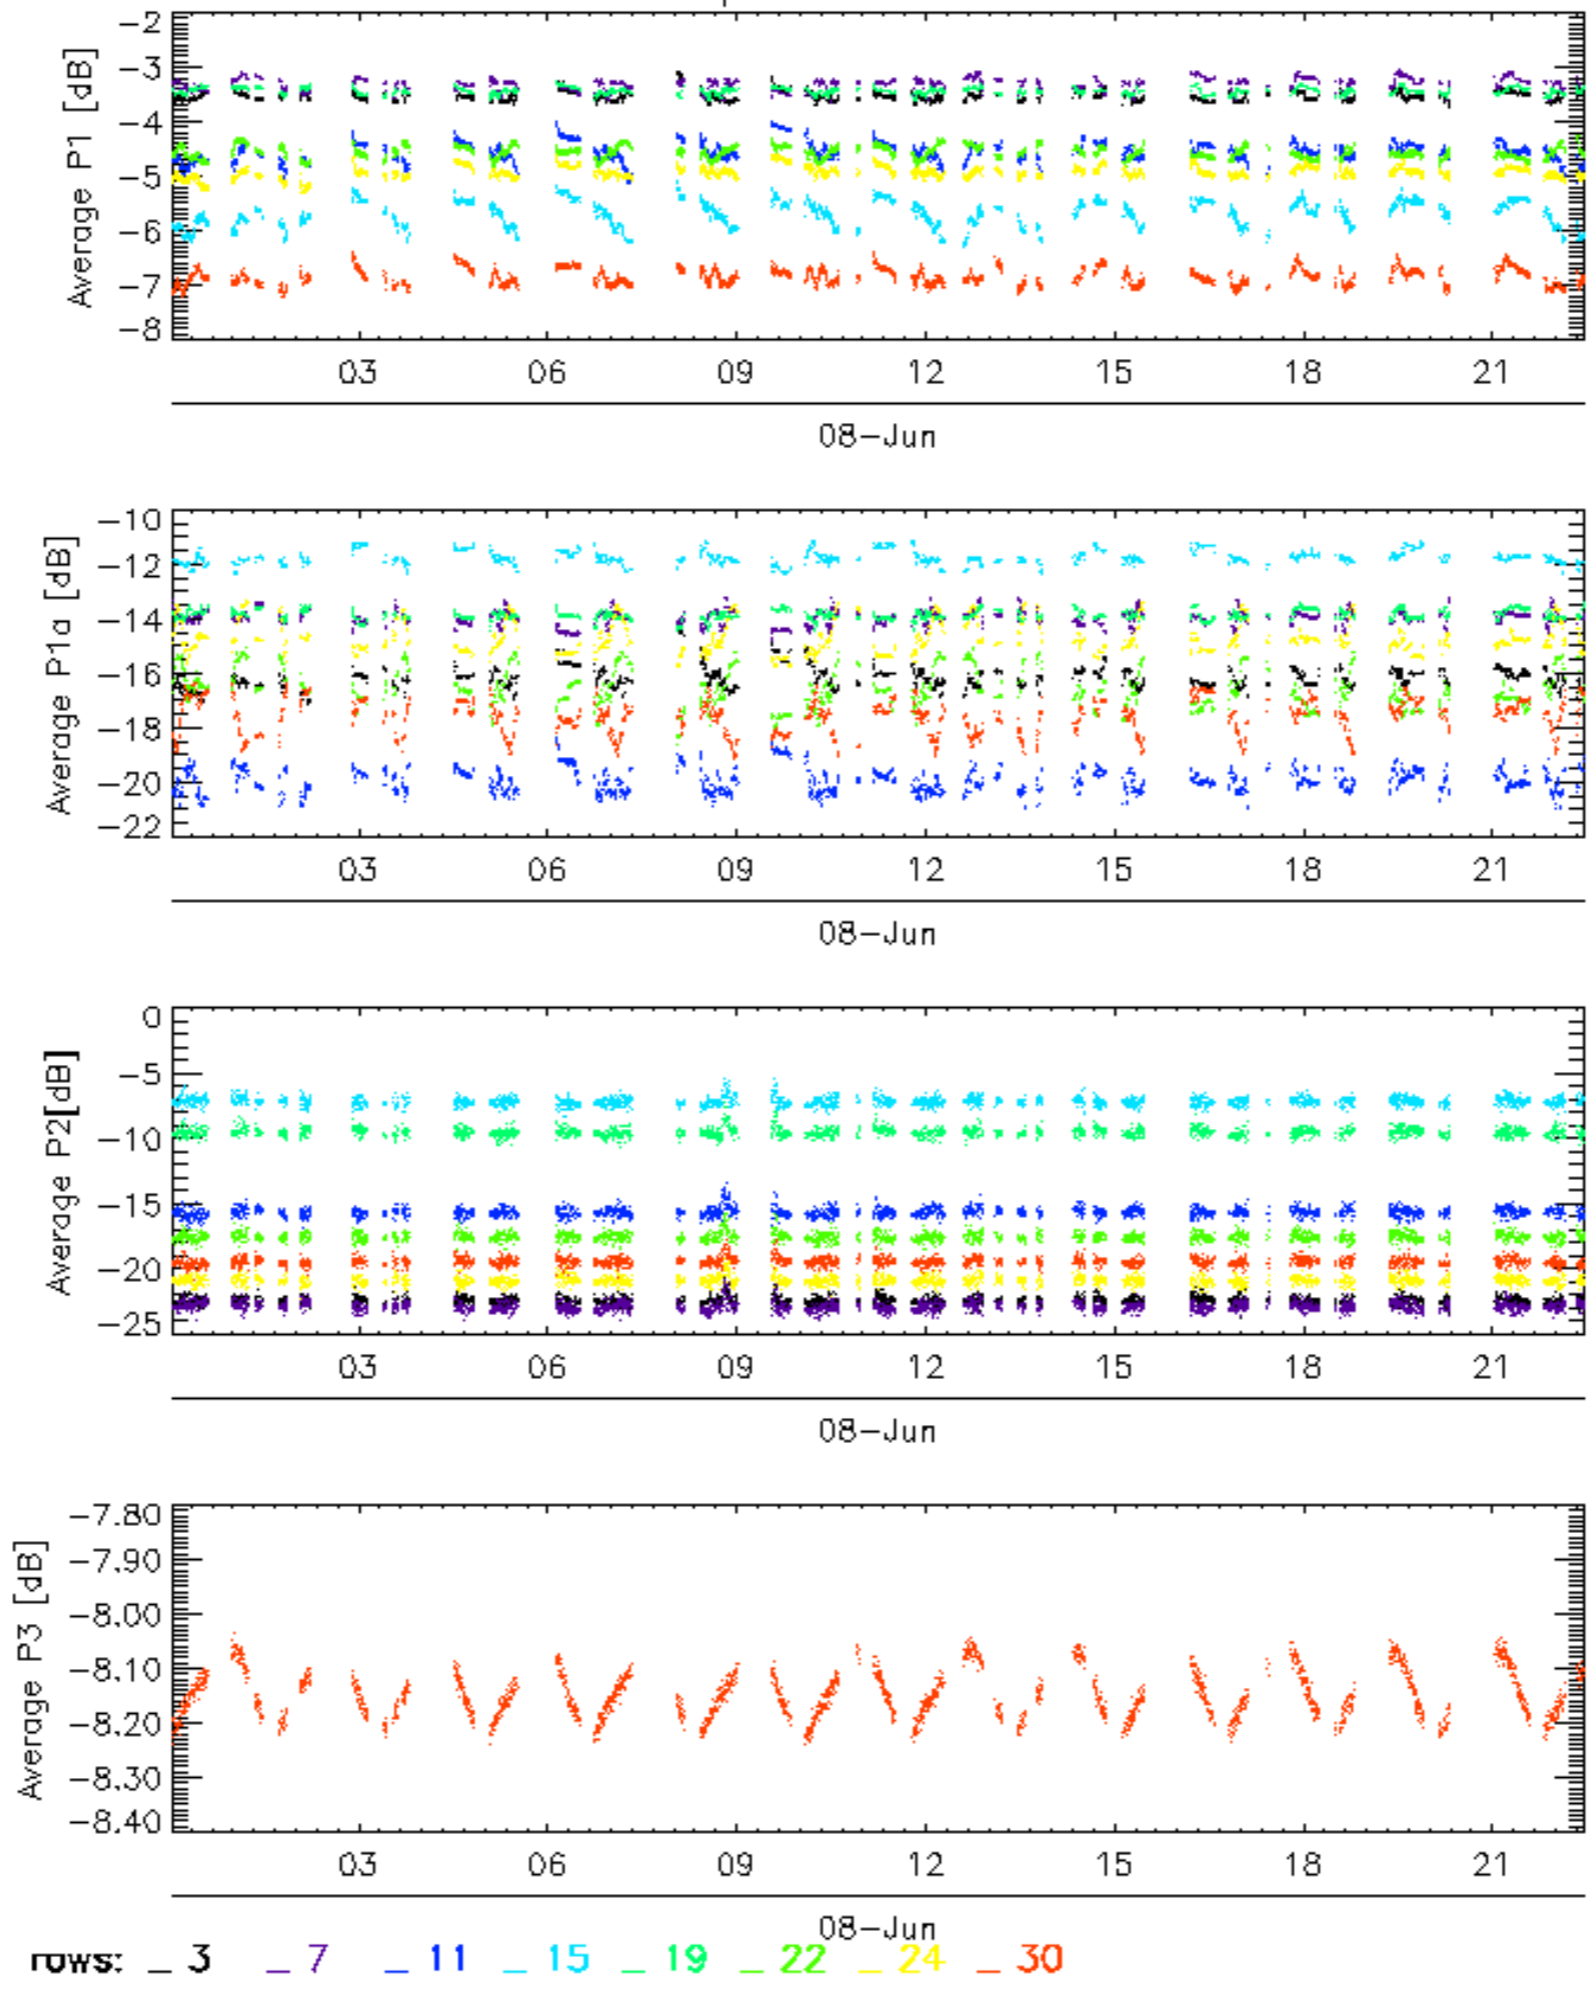 Average P1 [dB]
-2
-3
-4
-5
-6
-7
-8
03 06 09 12 15 18 21
08-Jun
Average P1a [dB]
-10
-12
-14
-16
-18
-20
-22
03 06 09 12 15 18 21
08-Jun
Average P2[dB]
0
-5
-10
-15
-20
-25
03 06 09 12 15 18 21
08-Jun
Average P3 [dB]
-7.80
-7.90
-8.00
-8.10
-8.20
-8.30
-8.40
03 06 09 12 15 18 21
08-Jun
rows: _ 3 _ 7 _ 11 _ 15 _ 19 _ 22 _ 24 _ 30